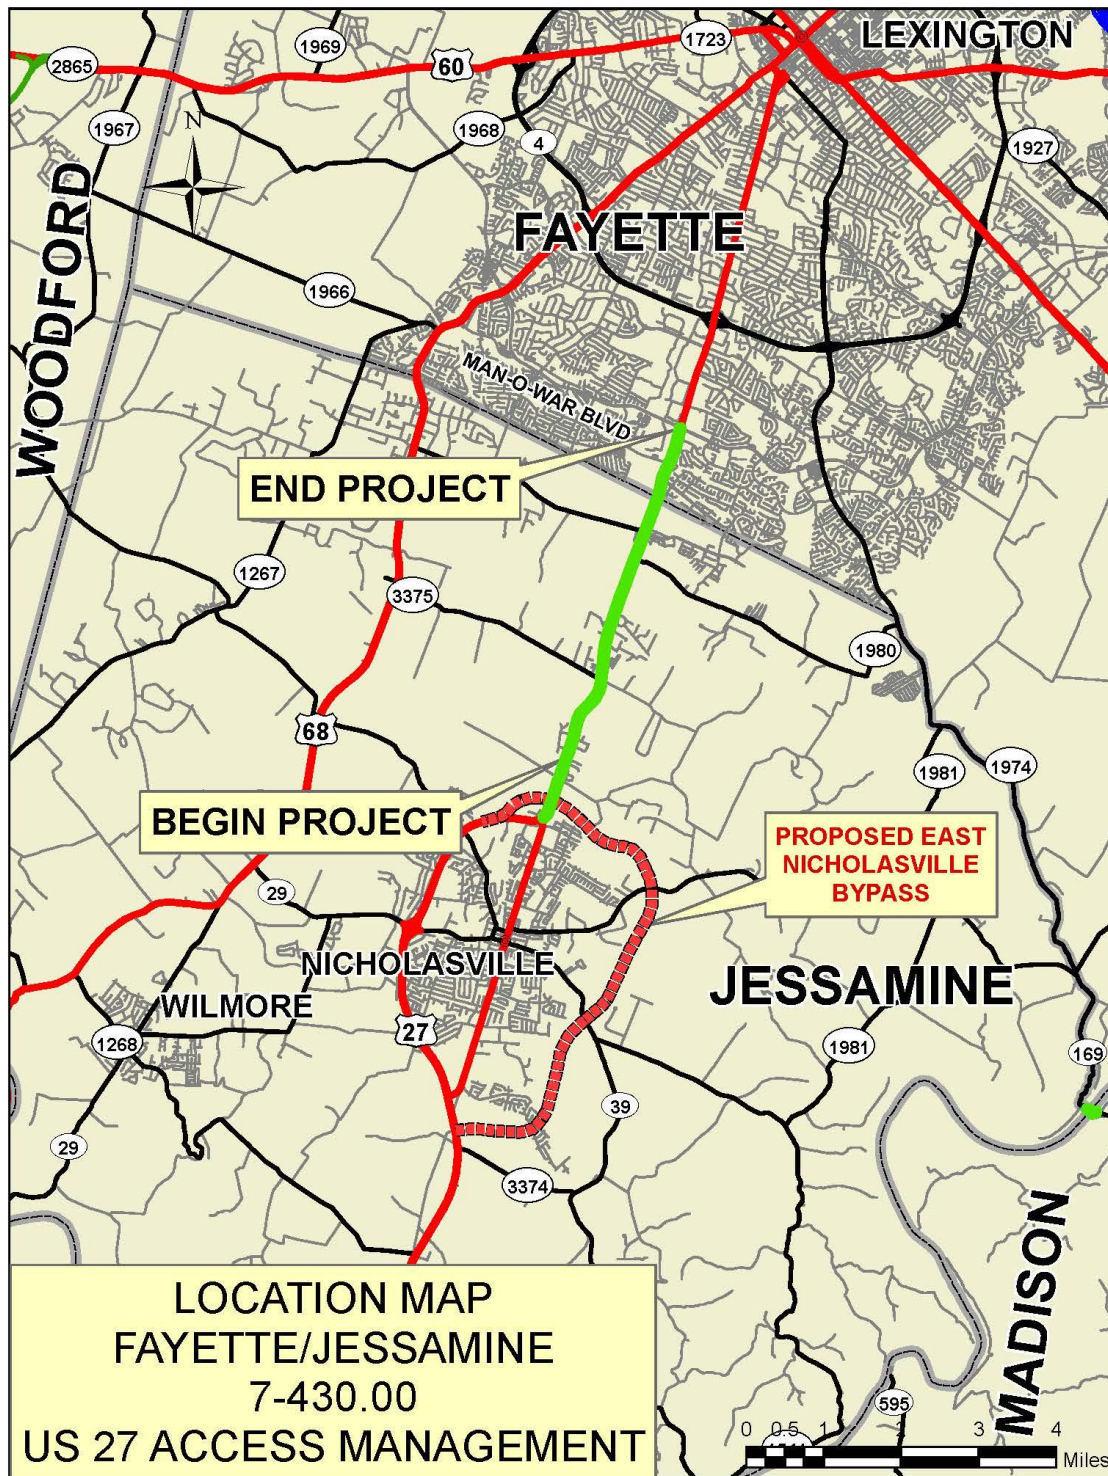 LEXINGTON
1969
1723
2865
60
1967
1968
4
1927
N
WOODFORD
FAYETTE
1966
MAN-O-WAR BLVD
END PROJECT
1267
3375
1980
68
1981
1974
BEGIN PROJECT
PROPOSED EAST
NICHOLASVILLE
BYPASS
29
NICHOLASVILLE
JESSAMINE
WILMORE
27
1268
1981
169
39
29
3374
MADISON
LOCATION MAP
FAYETTE/JESSAMINE
7-430.00
US 27 ACCESS MANAGEMENT
595
0 0.5 1 2 3 4
Miles